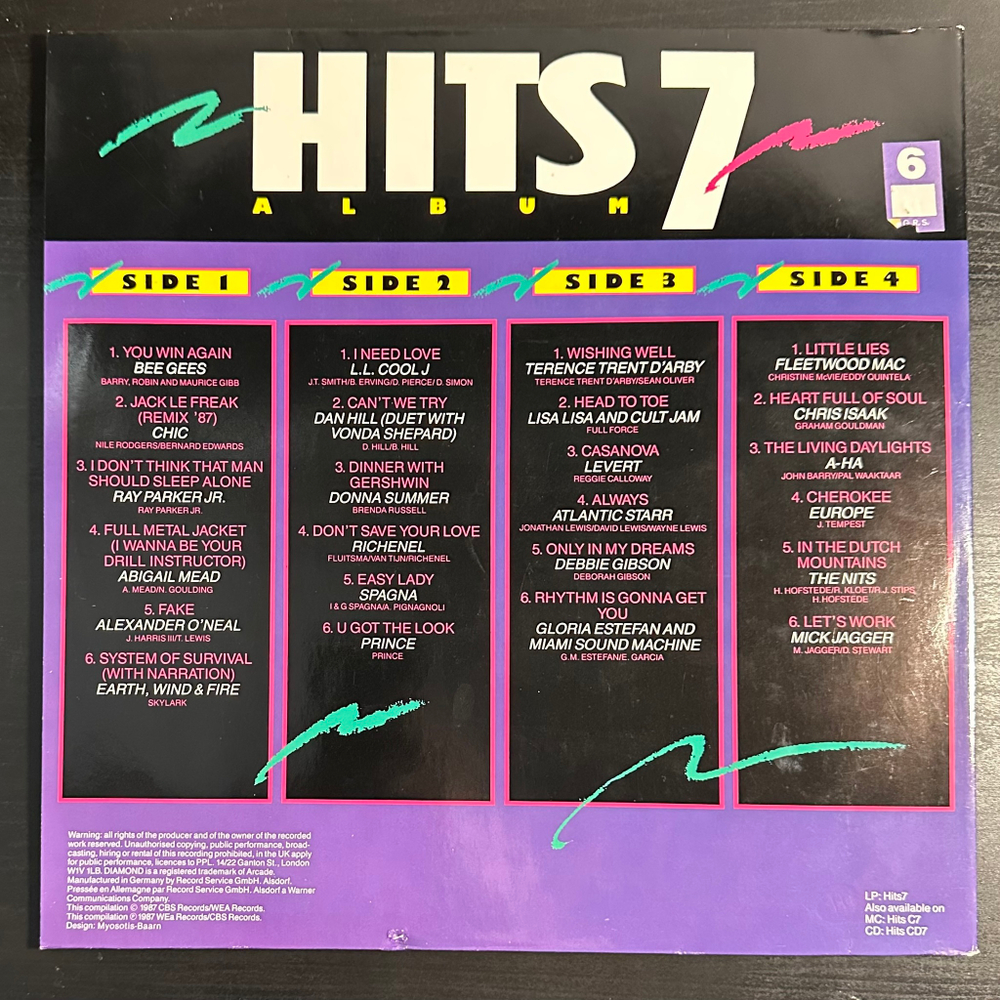 HITS 7
ALBUM
6
SIDE 1
1. YOU WIN AGAIN
BEE GEES
BARRY, ROBIN AND MAURICE GIBB
2. JACK LE FREAK
(REMIX '87)
CHIC
NILE RODGERS/BERNARD EDWARDS
3. I DON'T THINK THAT MAN
SHOULD SLEEP ALONE
RAY PARKER JR.
RAY PARKER JR.
4. FULL METAL JACKET
(I WANNA BE YOUR
DRILL INSTRUCTOR)
ABIGAIL MEAD
A. MEAD/N. GOULDING
5. FAKE
ALEXANDER O'NEAL
J. HARRIS III/T. LEWIS
6. SYSTEM OF SURVIVAL
(WITH NARRATION)
EARTH, WIND & FIRE
SKYLARK
SIDE 2
1. I NEED LOVE
L.L. COOL J
J.T. SMITH/B. ERVING/D. PIERCE/D. SIMON
2. CAN'T WE TRY
DAN HILL (DUET WITH
VONDA SHEPARD)
D. HILL/B. HILL
3. DINNER WITH
GERSHWIN
DONNA SUMMER
BRENDA RUSSELL
4. DON'T SAVE YOUR LOVE
RICHENEL
FLUITSMA/VAN TIJN/RICHENEL
5. EASY LADY
SPAGNA
I & G SPAGNA/A. PIGNAGNOLI
6. U GOT THE LOOK
PRINCE
PRINCE
SIDE 3
1. WISHING WELL
TERENCE TRENT D'ARBY
TERENCE TRENT D'ARBY/SEAN OLIVER
2. HEAD TO TOE
LISA LISA AND CULT JAM
FULL FORCE
3. CASANOVA
LEVERT
REGGIE CALLOWAY
4. ALWAYS
ATLANTIC STARR
JONATHAN LEWIS/DAVID LEWIS/WAYNE LEWIS
5. ONLY IN MY DREAMS
DEBBIE GIBSON
DEBORAH GIBSON
6. RHYTHM IS GONNA GET
YOU
GLORIA ESTEFAN AND
MIAMI SOUND MACHINE
G.M. ESTEFAN/E. GARCIA
SIDE 4
1. LITTLE LIES
FLEETWOOD MAC
CHRISTINE McVIE/EDDY QUINTELA
2. HEART FULL OF SOUL
CHRIS ISAAK
GRAHAM GOULDMAN
3. THE LIVING DAYLIGHTS
A-HA
JOHN BARRY/PAL WAAKTAAR
4. CHEROKEE
EUROPE
J. TEMPEST
5. IN THE DUTCH
MOUNTAINS
THE NITS
H. HOFSTEDE/R. KLOET/R.J. STIPS,
H. HOFSTEDE
6. LET'S WORK
MICK JAGGER
M. JAGGER/D. STEWART
Warning: all rights of the producer and of the owner of the recorded
work reserved. Unauthorised copying, public performance, broad-
casting, hiring or rental of this recording prohibited, in the UK apply
for public performance, licences to PPL. 14/22 Ganton St., London
W1V 1LB. DIAMOND is a registered trademark of Arcade.
Manufactured in Germany by Record Service GmbH. Alsdorf.
Pressée en Allemagne par Record Service GmbH. Alsdorf a Warner
Communications Company.
This compilation © 1987 CBS Records/WEA Records.
This compilation ℗ 1987 WEa Records/CBS Records.
Design: Myosotis-Baarn
LP: Hits7
Also available on
MC: Hits C7
CD: Hits CD7